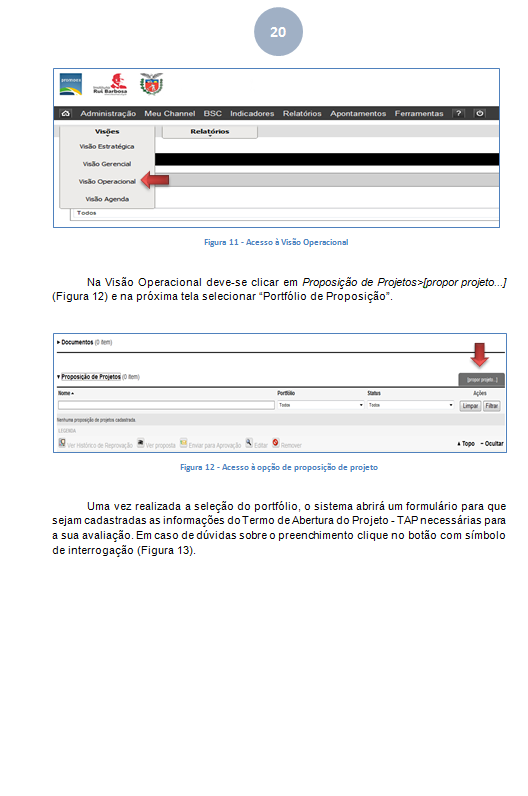 20
Instituto
Rui Barbosa
Administração Meu Channel BSC Indicadores Relatórios Apontamentos Ferramentas ?
Visões Relatórios
Visão Estratégica
Visão Gerencial
Visão Operacional
Visão Agenda
Todos
Figura 11 - Acesso à Visão Operacional
Na Visão Operacional deve-se clicar em Proposição de Projetos>[propor projeto...]
(Figura 12) e na próxima tela selecionar “Portfólio de Proposição”.
Documentos (0 item)
Proposição de Projetos (0 item) [propor projeto...]
Nome Portfólio Status Ações
Todos Todos Limpar Filtrar
Nenhuma proposição de projetos cadastrada.
LEGENDA
Ver Histórico de Reprovação Ver proposta Enviar para Aprovação Editar Remover Topo - Ocultar
Figura 12 - Acesso à opção de proposição de projeto
Uma vez realizada a seleção do portfólio, o sistema abrirá um formulário para que
sejam cadastradas as informações do Termo de Abertura do Projeto - TAP necessárias para
a sua avaliação. Em caso de dúvidas sobre o preenchimento clique no botão com símbolo
de interrogação (Figura 13).